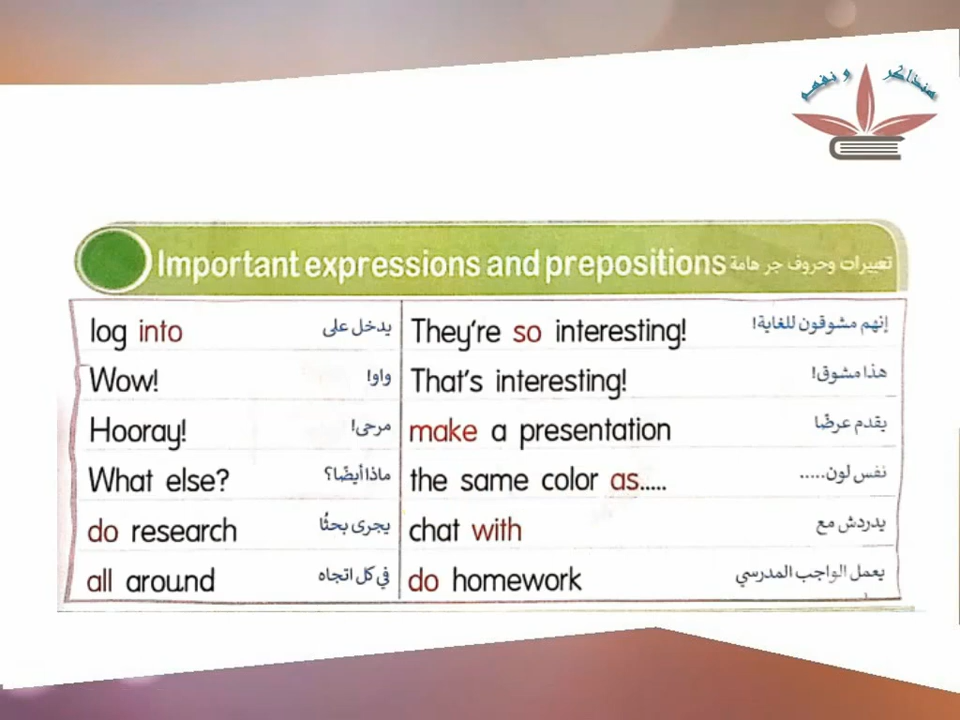 هنذاكر ونفهم
Important expressions and prepositions تعبيرات وحروف جر هامة
log into يدخل على
They're so interesting! إنهم مشوقون للغاية!
Wow! واو!
That's interesting! هذا مشوق!
Hooray! مرحى!
make a presentation يقدم عرضًا
What else? ماذا أيضًا؟
the same color as..... نفس لون.....
do research يجرى بحثًا
chat with يدردش مع
all around في كل اتجاه
do homework يعمل الواجب المدرسي